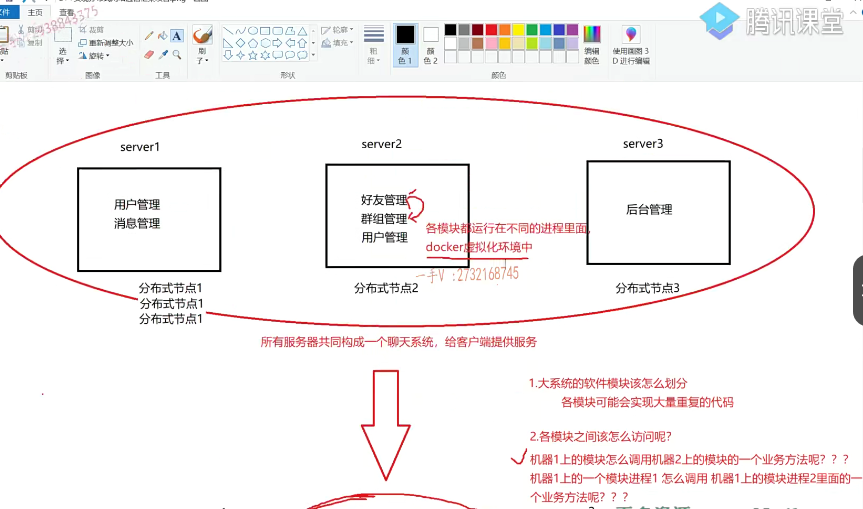 主页
查看
腾讯课堂
剪切
复制
裁剪
重新调整大小
旋转
选
择
刷
子
轮廓
填充
粗
细
颜
色 1
颜
色 2
编辑
颜色
使用画图 3
D 进行编辑
剪贴板
图像
工具
形状
颜色
server1
server2
server3
用户管理
消息管理
好友管理
群组管理
用户管理
后台管理
各模块都运行在不同的进程里面,
docker虚拟化环境中
一手V :2732168745
分布式节点1
分布式节点1
分布式节点1
分布式节点2
分布式节点3
所有服务器共同构成一个聊天系统，给客户端提供服务
1.大系统的软件模块该怎么划分
各模块可能会实现大量重复的代码
2.各模块之间该怎么访问呢？
机器1上的模块怎么调用机器2上的模块的一个业务方法呢？？？
机器1上的一个模块进程1 怎么调用 机器1上的模块进程2里面的一
个业务方法呢？？？